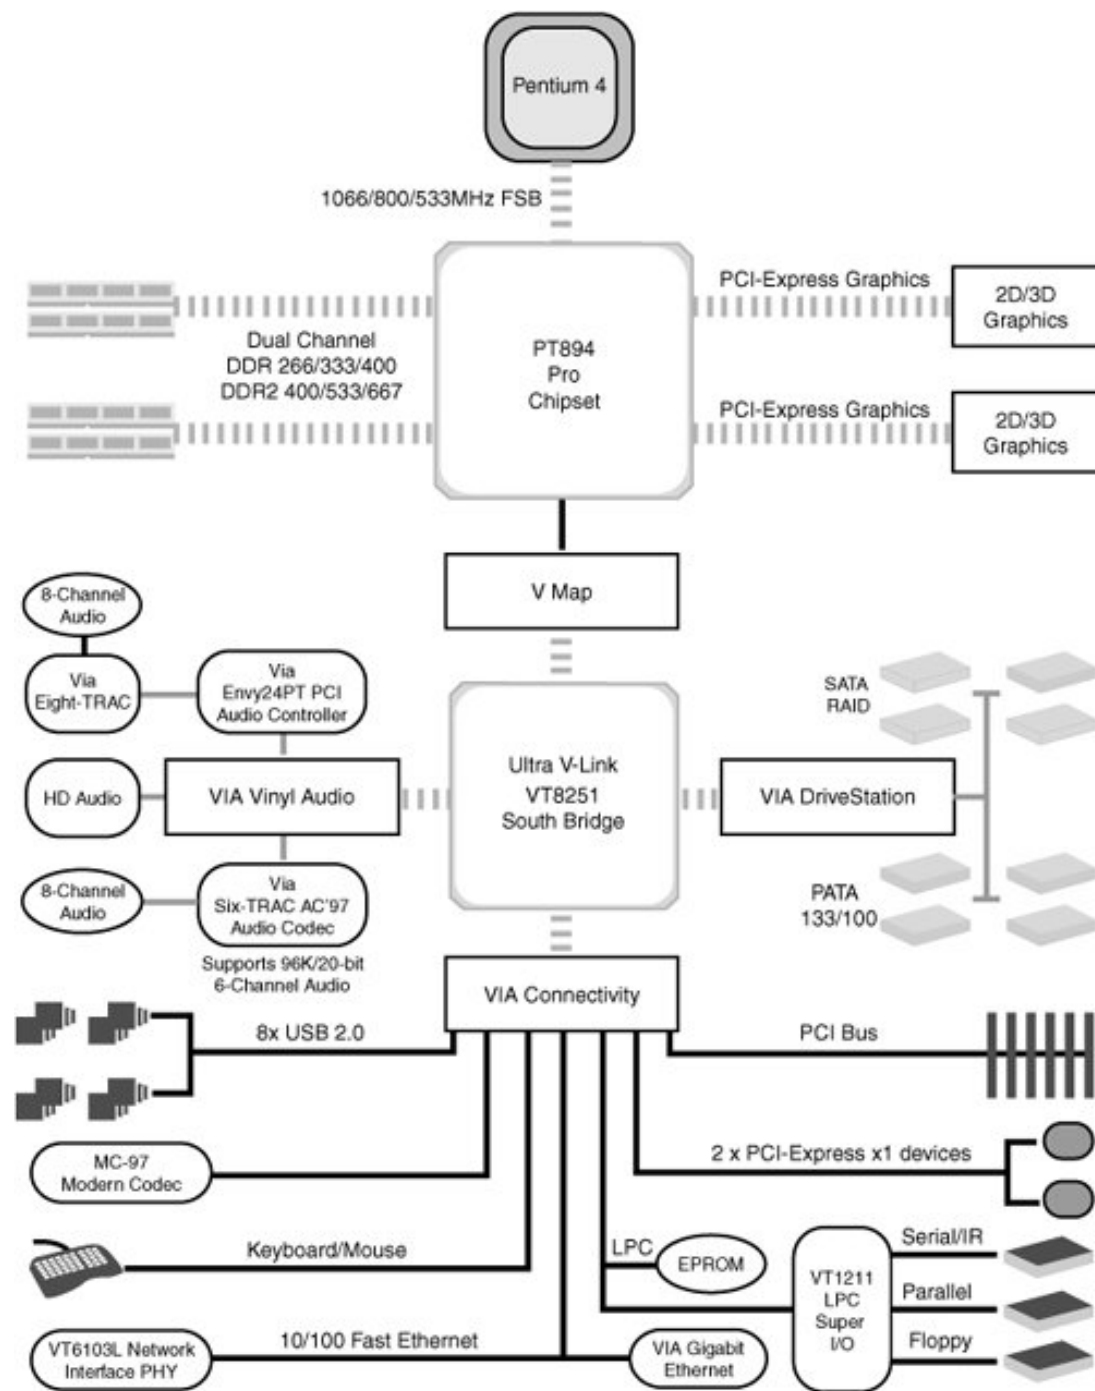 Pentium 4
1066/800/533MHz FSB
PCI-Express Graphics
2D/3D
Graphics
Dual Channel
DDR 266/333/400
DDR2 400/533/667
PT894
Pro
Chipset
PCI-Express Graphics
2D/3D
Graphics
V Map
8-Channel
Audio
Via
Eight-TRAC
Via
Envy24PT PCI
Audio Controller
SATA
RAID
HD Audio
VIA Vinyl Audio
Ultra V-Link
VT8251
South Bridge
VIA DriveStation
8-Channel
Audio
Via
Six-TRAC AC'97
Audio Codec
PATA
133/100
Supports 96K/20-bit
6-Channel Audio
VIA Connectivity
8x USB 2.0
PCI Bus
MC-97
Modern Codec
2 x PCI-Express x1 devices
Keyboard/Mouse
LPC
EPROM
VT1211
LPC
Super
I/O
Serial/IR
Parallel
Floppy
VT6103L Network
Interface PHY
10/100 Fast Ethernet
VIA Gigabit
Ethernet